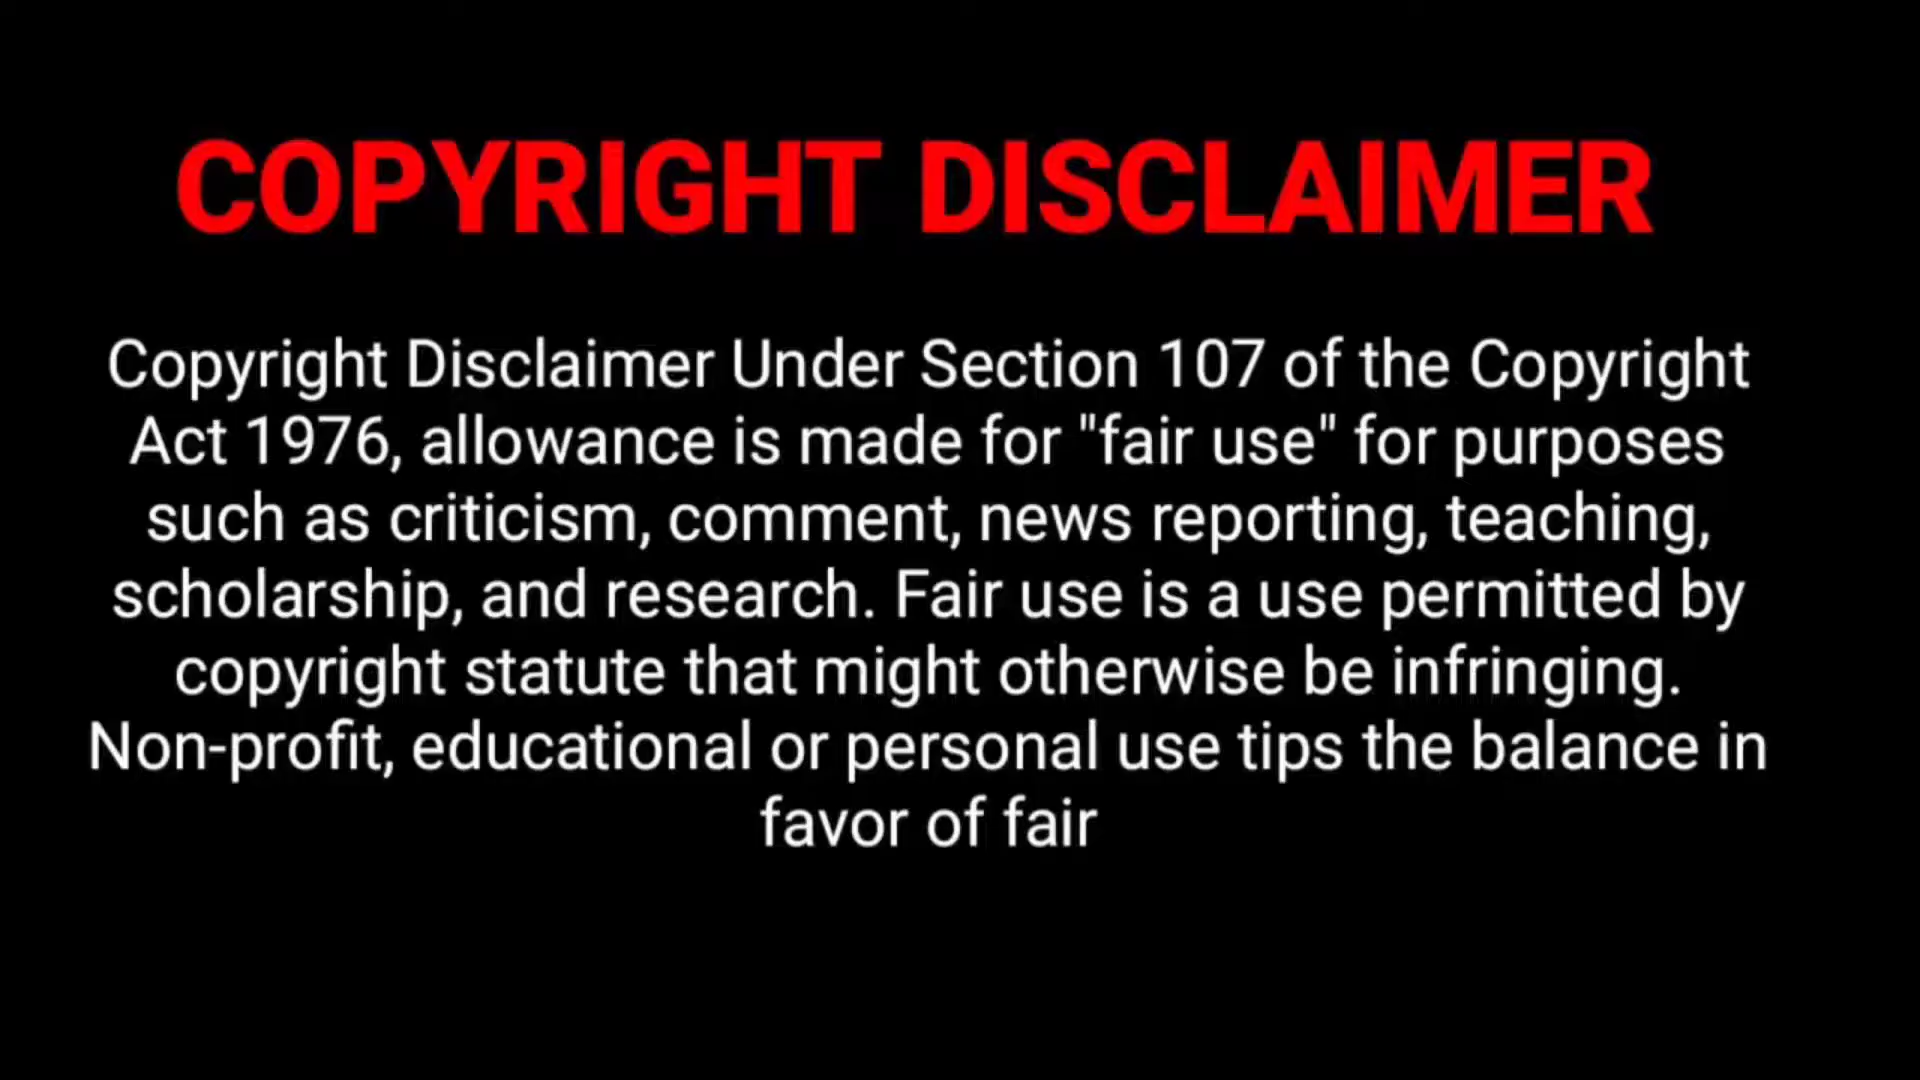 COPYRIGHT DISCLAIMER
Copyright Disclaimer Under Section 107 of the Copyright
Act 1976, allowance is made for "fair use" for purposes
such as criticism, comment, news reporting, teaching,
scholarship, and research. Fair use is a use permitted by
copyright statute that might otherwise be infringing.
Non-profit, educational or personal use tips the balance in
favor of fair